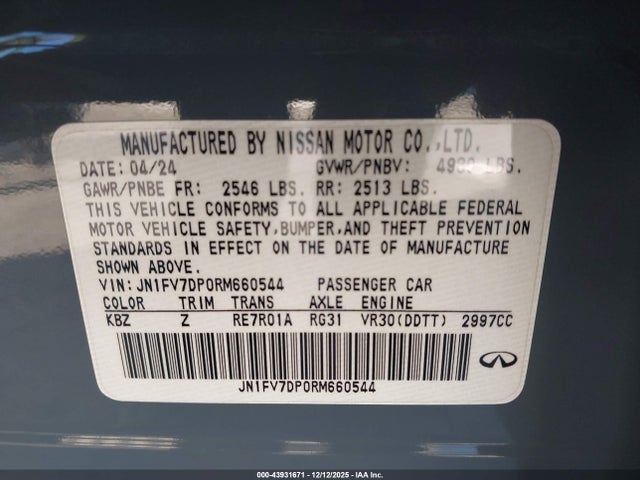 MANUFACTURED BY NISSAN MOTOR CO.,LTD.
DATE: 04/24 GVWR/PNBV: LBS.
GAWR/PNBE FR: 2546 LBS. RR: 2513 LBS.
THIS VEHICLE CONFORMS TO ALL APPLICABLE FEDERAL
MOTOR VEHICLE SAFETY,BUMPER,AND THEFT PREVENTION
STANDARDS IN EFFECT ON THE DATE OF MANUFACTURE
SHOWN ABOVE.
VIN: JN1FV7DP0RM660544 PASSENGER CAR
COLOR TRIM TRANS AXLE ENGINE
KBZ Z RE7R01A RG31 VR30(DDTT) 2997CC
JN1FV7DP0RM660544
000-43931671 - 12/12/2025 - IAA Inc.